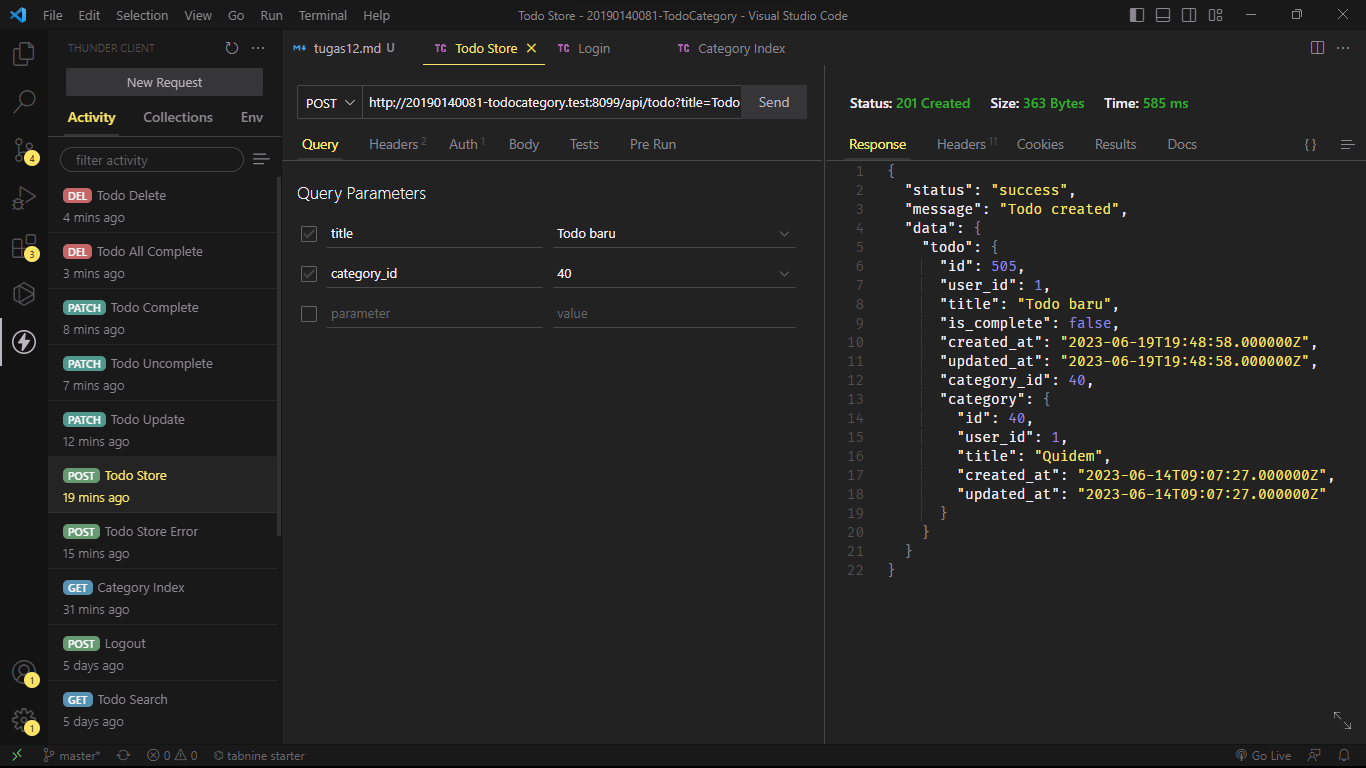 File Edit Selection View Go Run Terminal Help
Todo Store - 20190140081-TodoCategory - Visual Studio Code
THUNDER CLIENT
New Request
Activity Collections Env
filter activity
DEL Todo Delete
4 mins ago
DEL Todo All Complete
3 mins ago
PATCH Todo Complete
8 mins ago
PATCH Todo Uncomplete
7 mins ago
PATCH Todo Update
12 mins ago
POST Todo Store
19 mins ago
POST Todo Store Error
15 mins ago
GET Category Index
31 mins ago
POST Logout
5 days ago
GET Todo Search
5 days ago
4
3
1
1
tugas12.md U
TC Todo Store
TC Login
TC Category Index
POST http://20190140081-todocategory.test:8099/api/todo?title=Todo Send
Query Headers 2 Auth 1 Body Tests Pre Run
Query Parameters
title Todo baru
category_id 40
parameter value
Status: 201 Created Size: 363 Bytes Time: 585 ms
Response Headers 11 Cookies Results Docs {}
1 {
2 "status": "success",
3 "message": "Todo created",
4 "data": {
5 "todo": {
6 "id": 505,
7 "user_id": 1,
8 "title": "Todo baru",
9 "is_complete": false,
10 "created_at": "2023-06-19T19:48:58.000000Z",
11 "updated_at": "2023-06-19T19:48:58.000000Z",
12 "category_id": 40,
13 "category": {
14 "id": 40,
15 "user_id": 1,
16 "title": "Quidem",
17 "created_at": "2023-06-14T09:07:27.000000Z",
18 "updated_at": "2023-06-14T09:07:27.000000Z"
19 }
20 }
21 }
22 }
master* 0 0 tabnine starter
Go Live